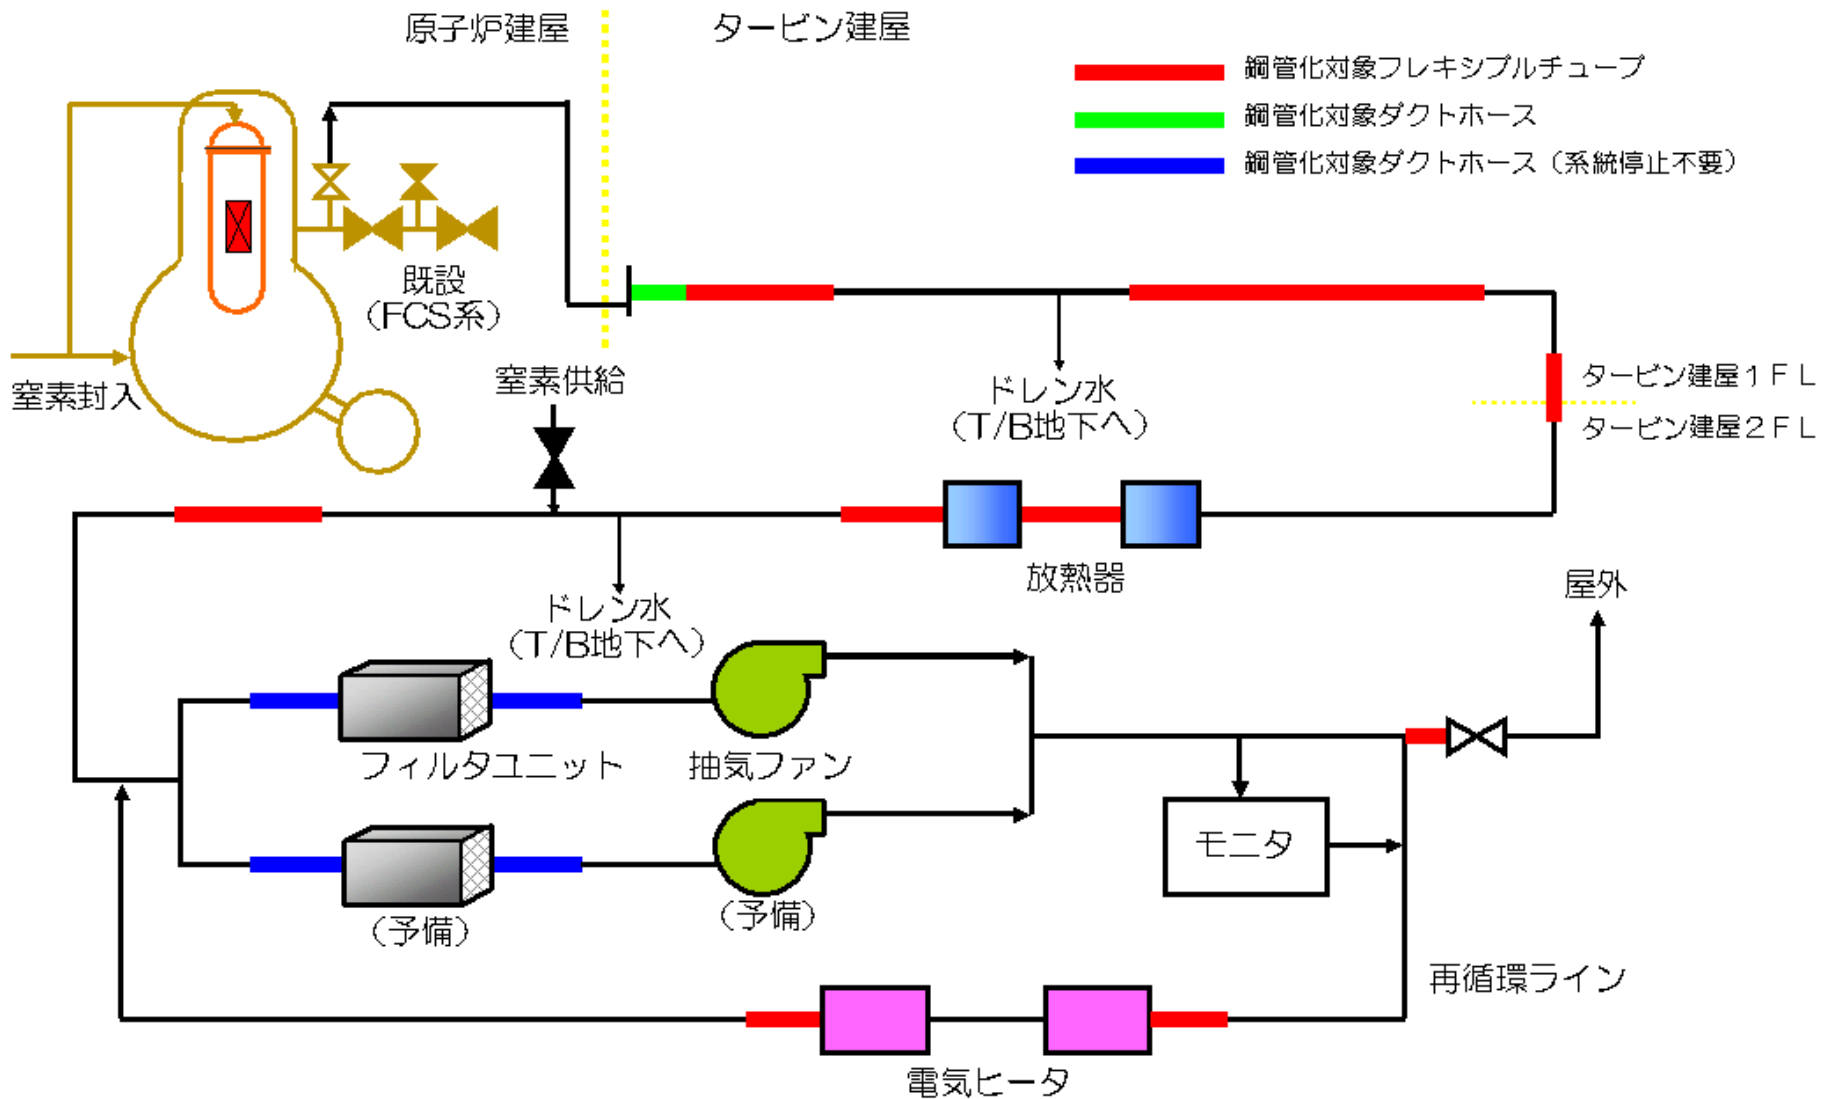 原子炉建屋
タービン建屋
鋼管化対象フレキシブルチューブ
鋼管化対象ダクトホース
鋼管化対象ダクトホース（系統停止不要）
既設
（FCS系）
窒素封入
窒素供給
ドレン水
（T/B地下へ）
タービン建屋１ＦＬ
タービン建屋２ＦＬ
放熱器
屋外
ドレン水
（T/B地下へ）
フィルタユニット
抽気ファン
モニタ
（予備）
（予備）
再循環ライン
電気ヒータ